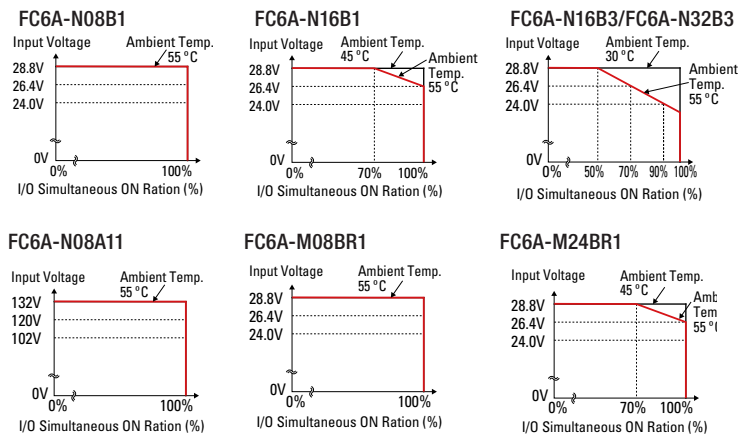 FC6A-N08B1
Input Voltage
Ambient Temp.
55 °C
28.8V
26.4V
24.0V
0V
0%
100%
I/O Simultaneous ON Ration (%)
FC6A-N16B1
Input Voltage
Ambient Temp.
45 °C
Ambient
Temp.
55 °C
28.8V
26.4V
24.0V
0V
0%
70%
100%
I/O Simultaneous ON Ration (%)
FC6A-N16B3/FC6A-N32B3
Input Voltage
Ambient Temp.
30 °C
Ambient
Temp.
55 °C
28.8V
26.4V
24.0V
0V
0%
50%
70%
90%
100%
I/O Simultaneous ON Ration (%)
FC6A-N08A11
Input Voltage
Ambient Temp.
55 °C
132V
120V
102V
0V
0%
100%
I/O Simultaneous ON Ration (%)
FC6A-M08BR1
Input Voltage
Ambient Temp.
55 °C
28.8V
26.4V
24.0V
0V
0%
100%
I/O Simultaneous ON Ration (%)
FC6A-M24BR1
Input Voltage
Ambient Temp.
45 °C
Amb
Tem
55 °
28.8V
26.4V
24.0V
0V
0%
70%
100%
I/O Simultaneous ON Ration (%)